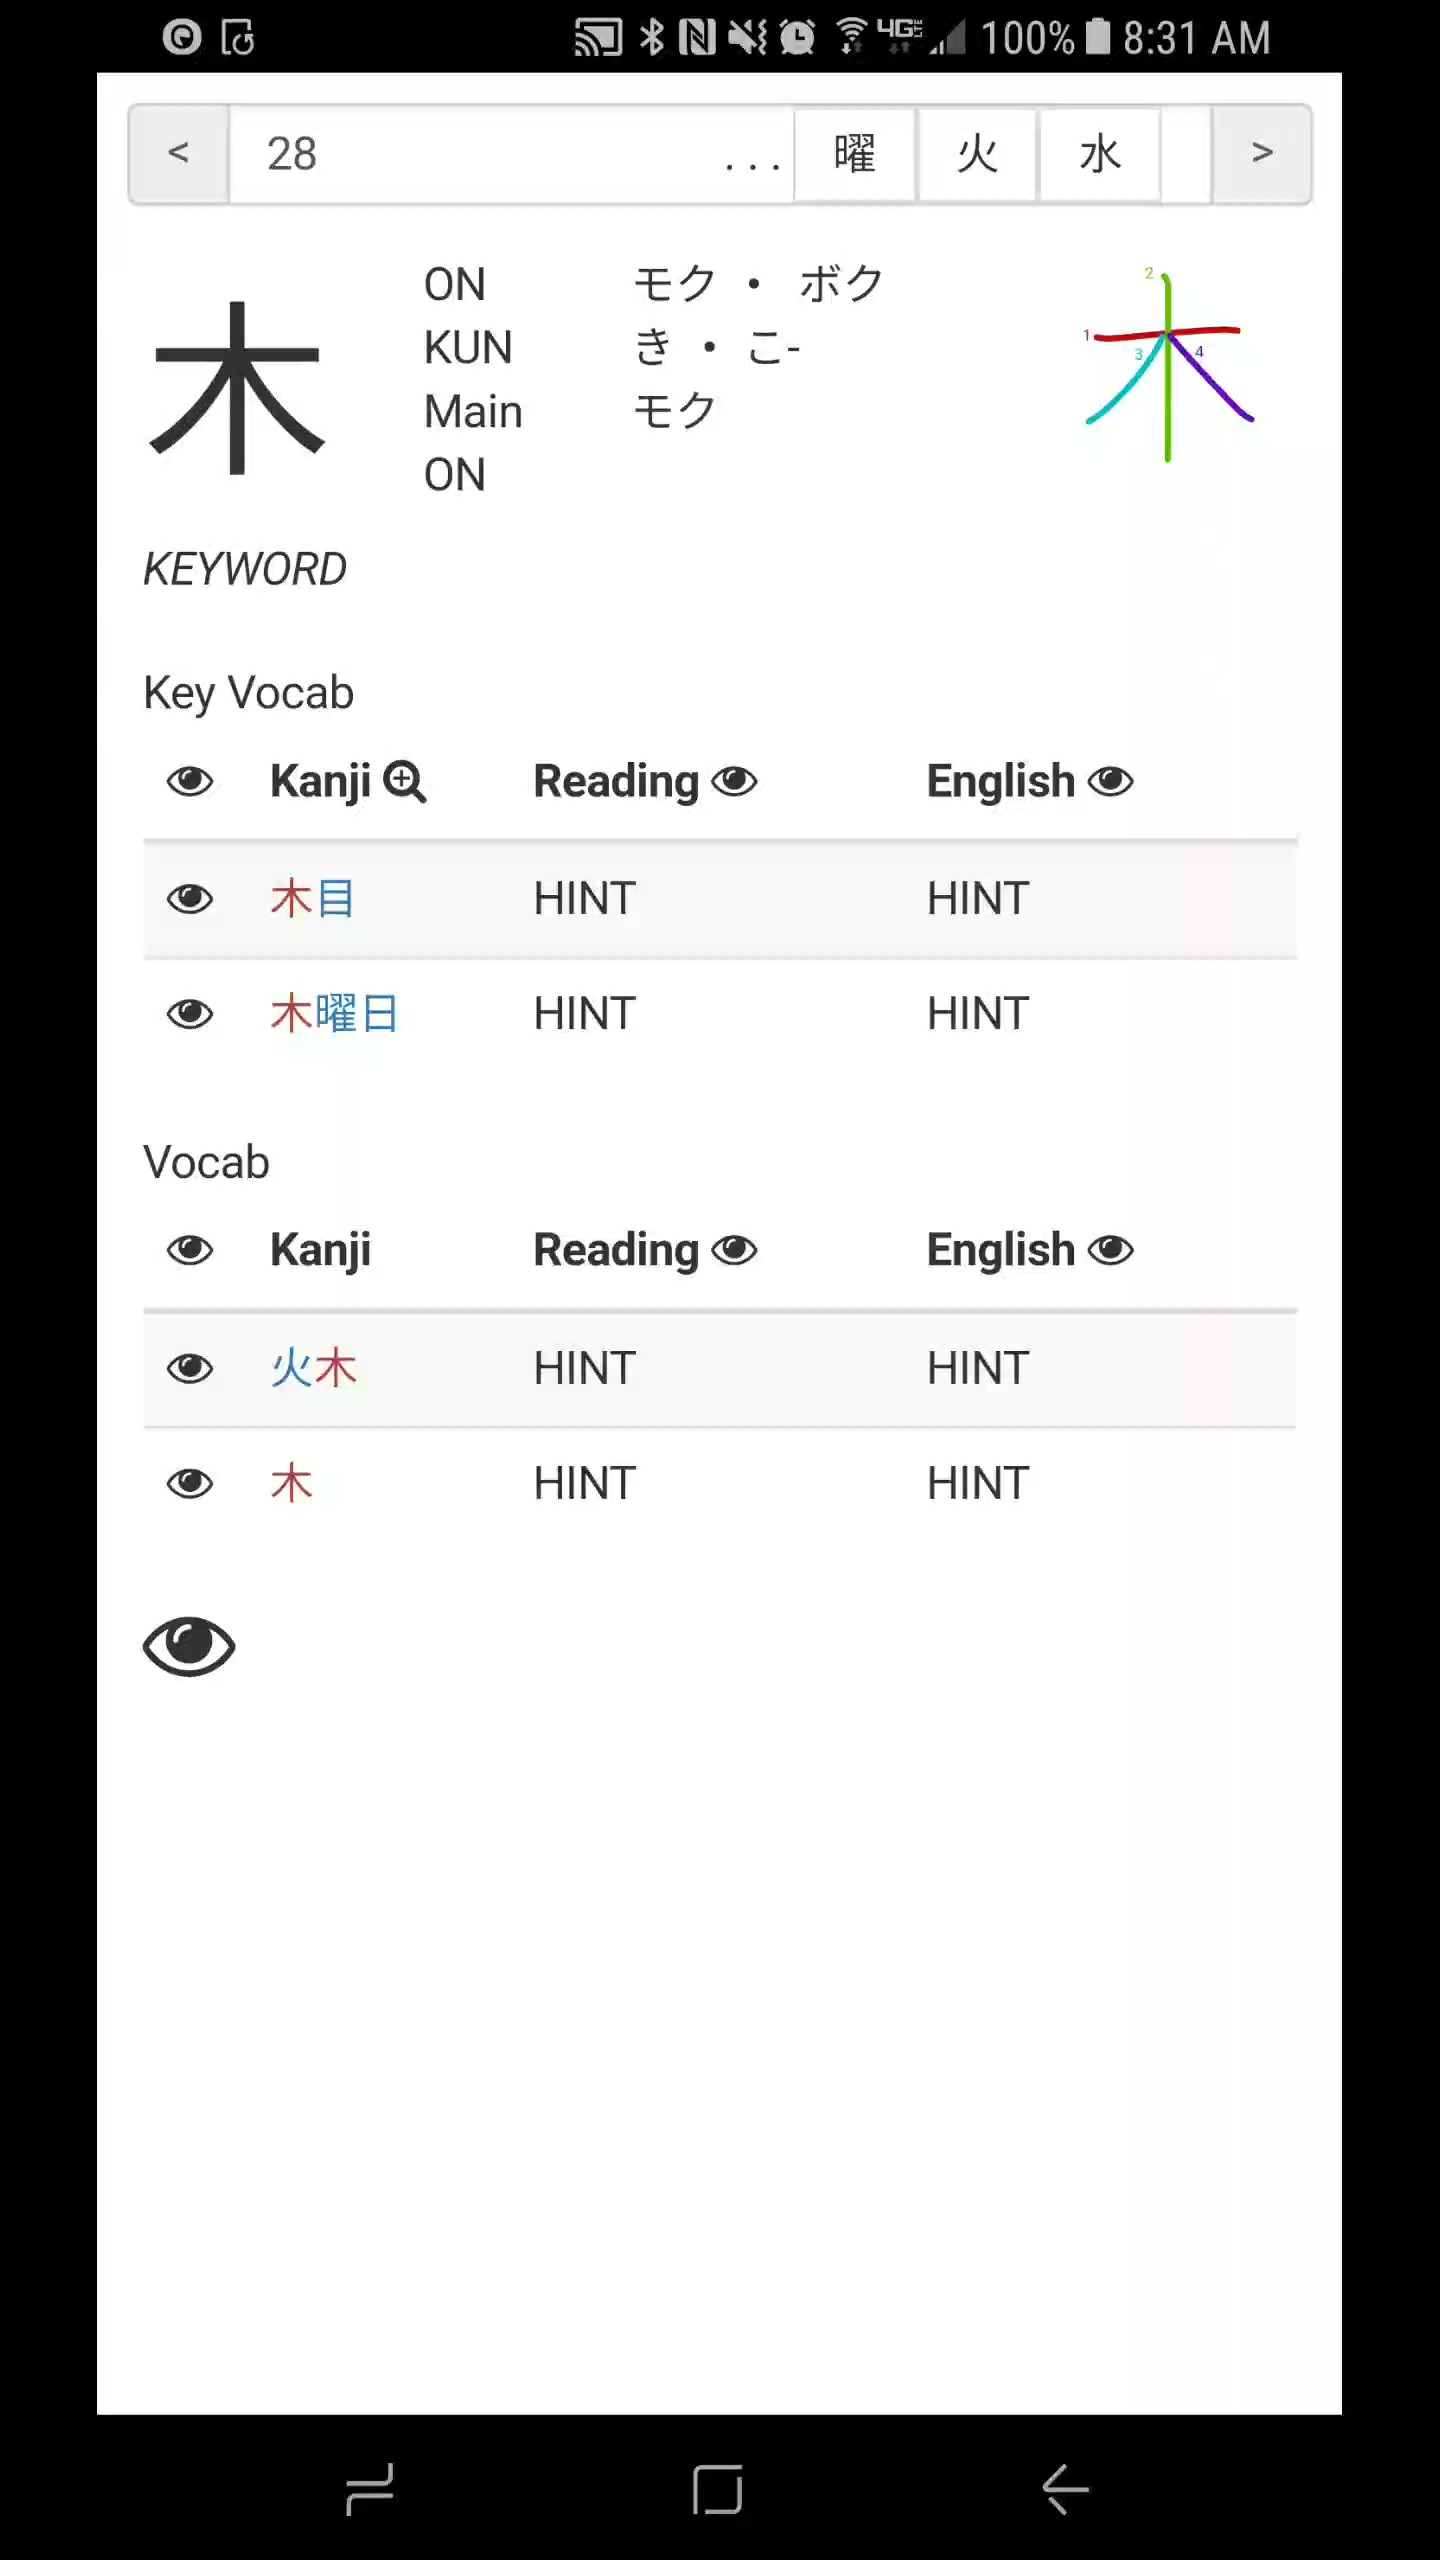 4G LTE 100% 8:31 AM
< 28 ... 曜 火 水 >
木
ON モク ・ ボク
KUN き ・ こ-
Main ON モク
1 2 3 4
KEYWORD
Key Vocab
Kanji Reading English
木目 HINT HINT
木曜日 HINT HINT
Vocab
Kanji Reading English
火木 HINT HINT
木 HINT HINT